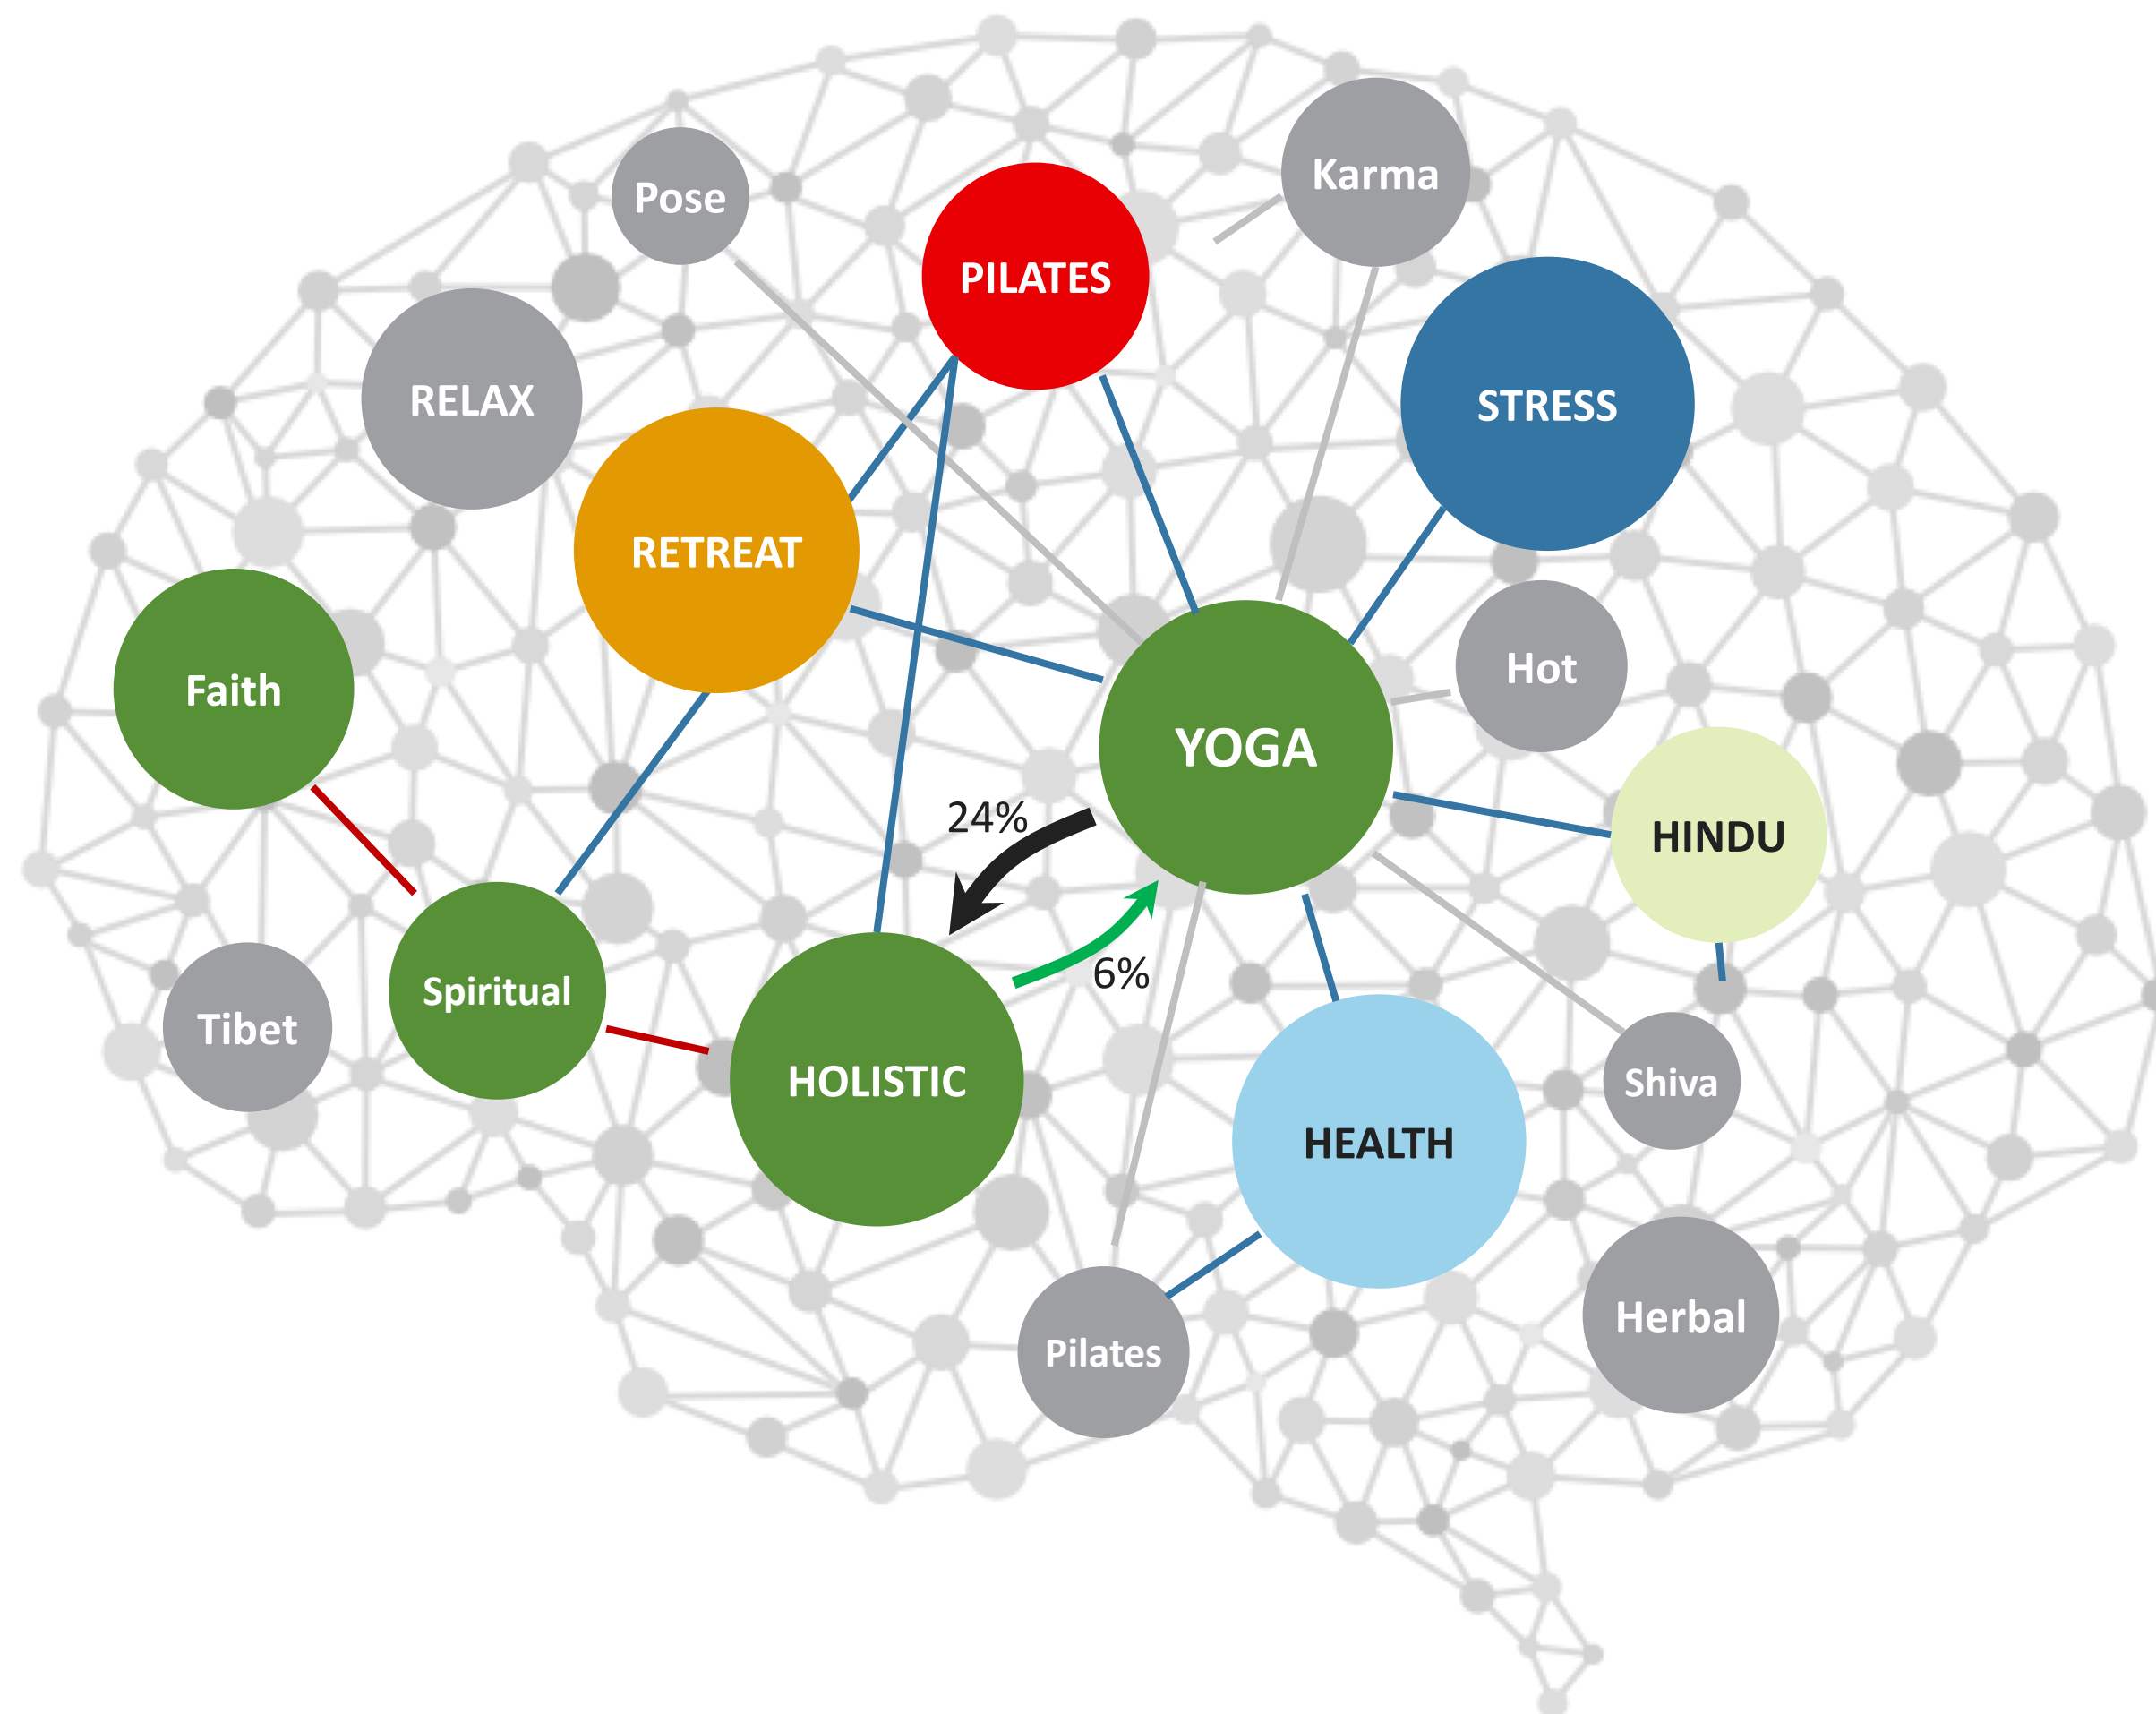 Karma
Pose
PILATES
RELAX
STRESS
RETREAT
Hot
Faith
YOGA
24%
HINDU
6%
Spiritual
Tibet
HOLISTIC
Shiva
HEALTH
Herbal
Pilates